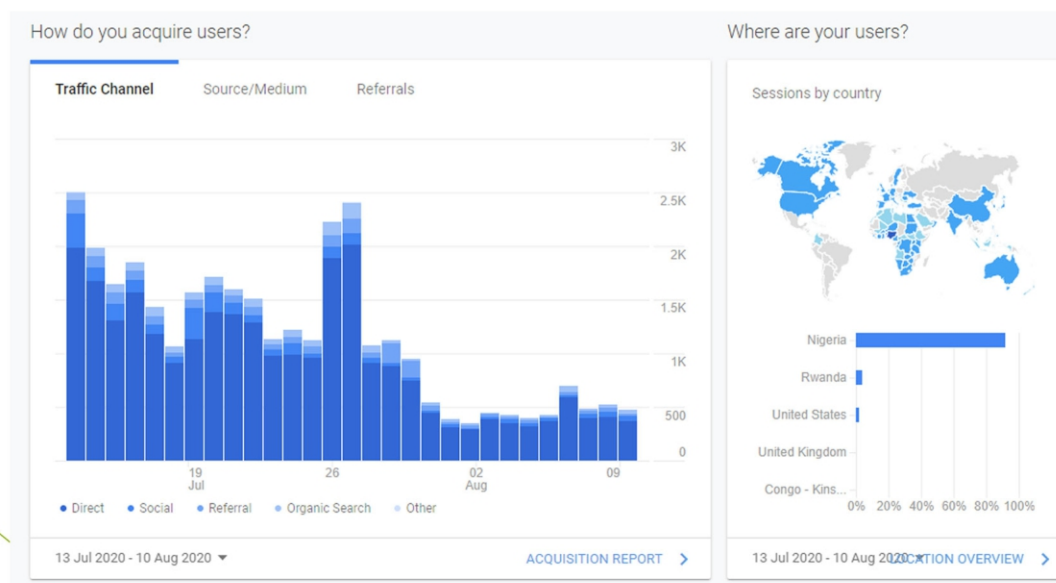 How do you acquire users?
Traffic Channel Source/Medium Referrals
3K
2.5K
2K
1.5K
1K
500
0
19 26 02 09
Jul Aug
Direct Social Referral Organic Search Other
13 Jul 2020 - 10 Aug 2020 ACQUISITION REPORT
Where are your users?
Sessions by country
Nigeria
Rwanda
United States
United Kingdom
Congo - Kins...
0% 20% 40% 60% 80% 100%
13 Jul 2020 - 10 Aug 2020 LOCATION OVERVIEW